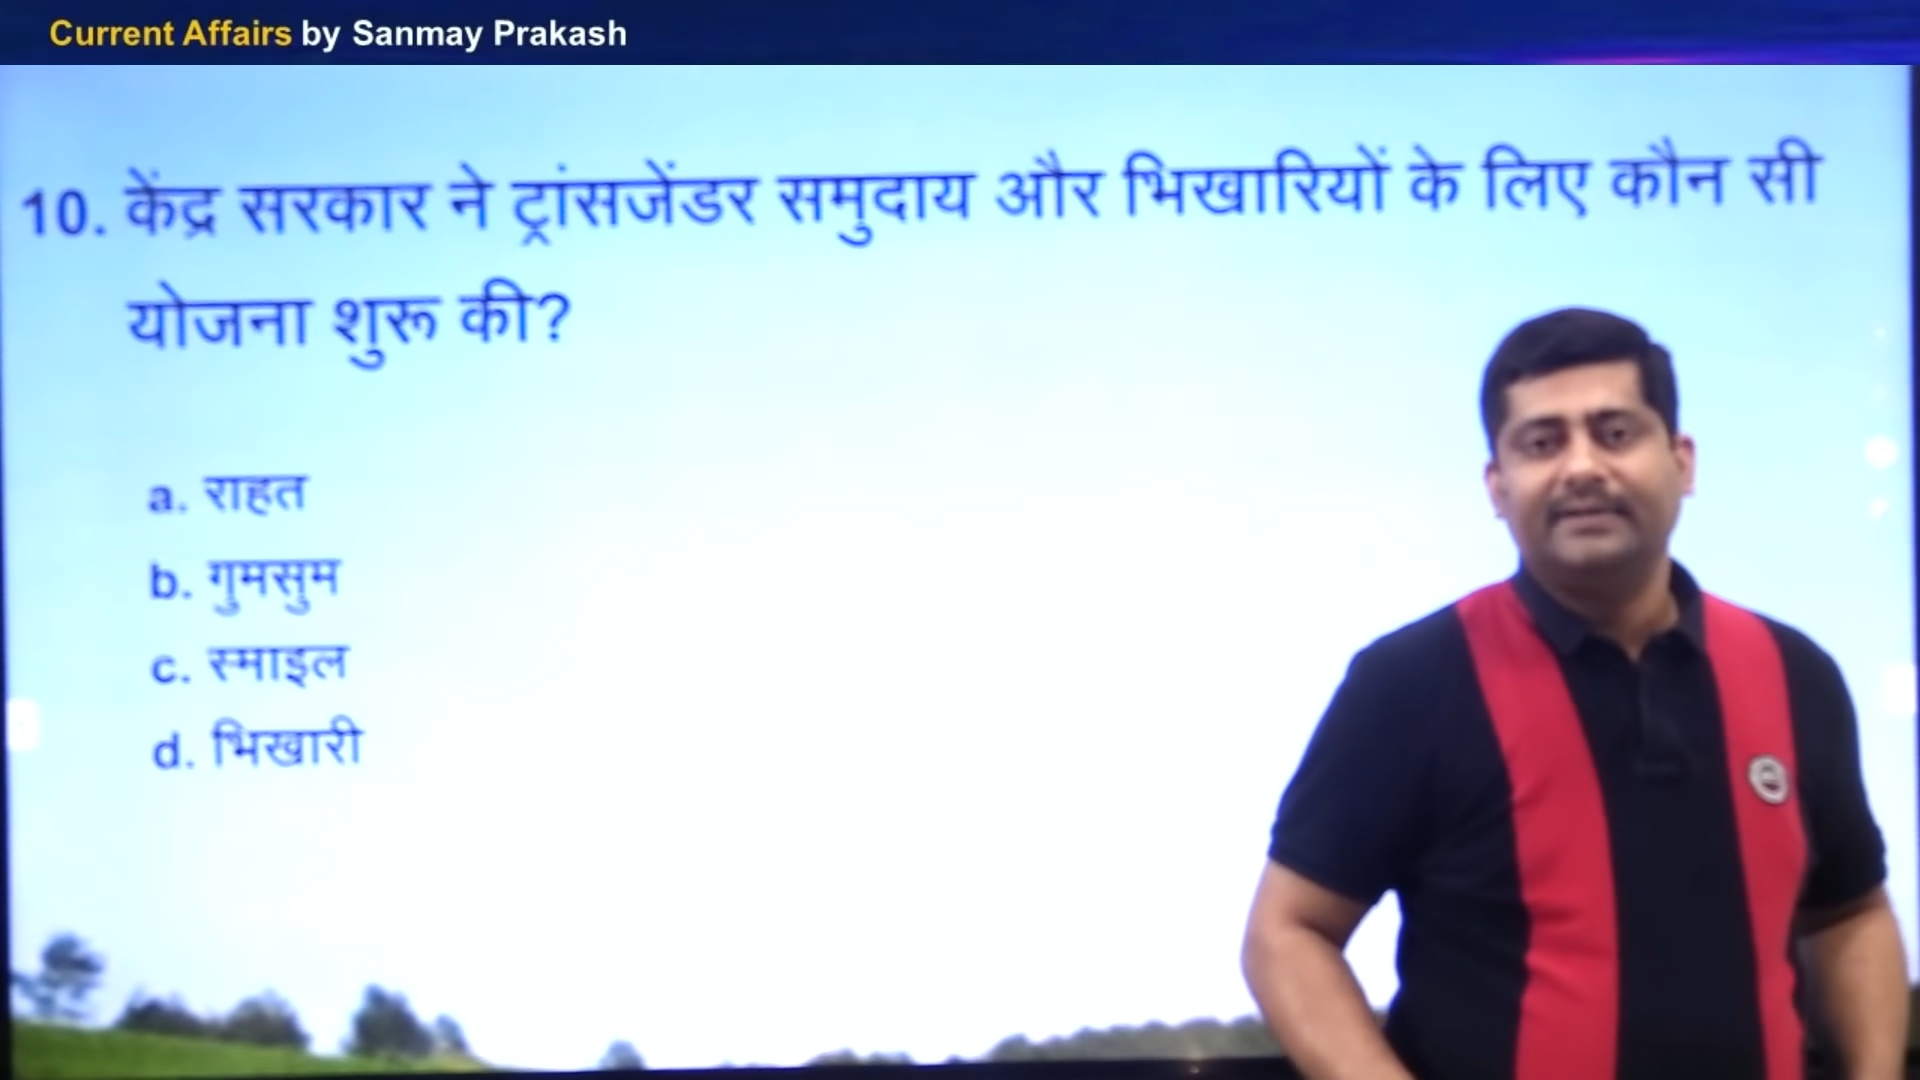 Current Affairs by Sanmay Prakash
10. केंद्र सरकार ने ट्रांसजेंडर समुदाय और भिखारियों के लिए कौन सी
योजना शुरू की?
a. राहत
b. गुमसुम
c. स्माइल
d. भिखारी